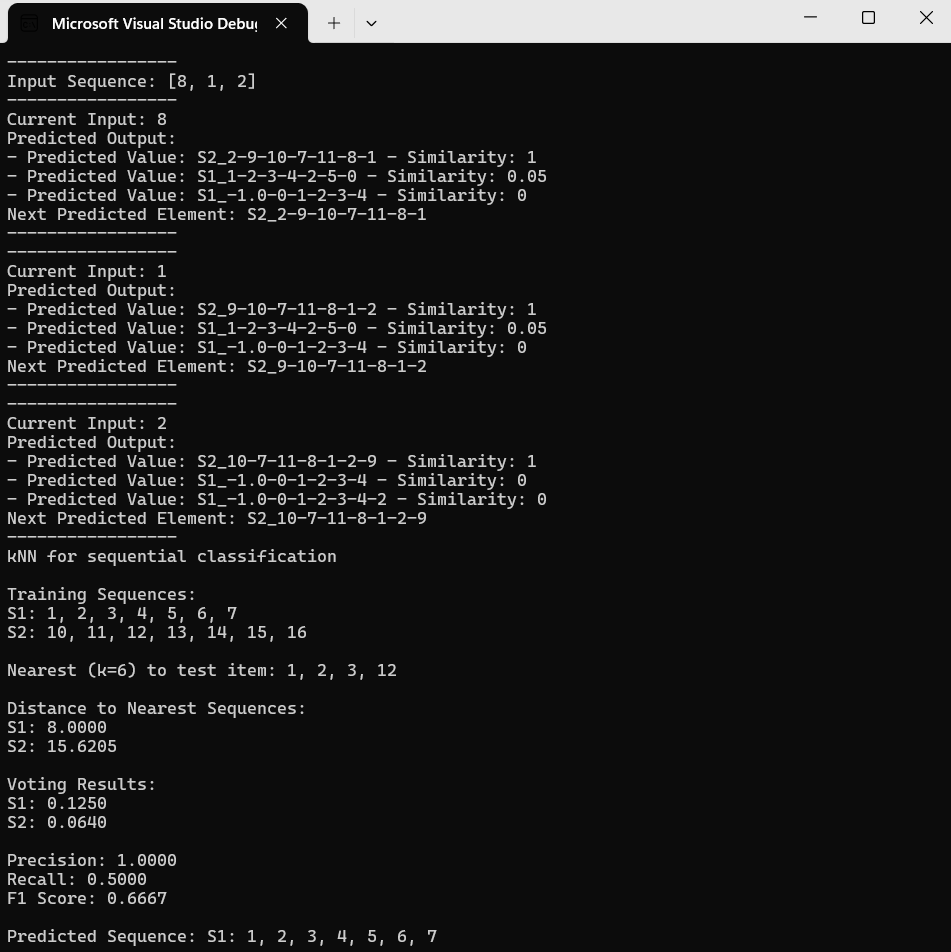 Microsoft Visual Studio Debug
-----------------
Input Sequence: [8, 1, 2]
-----------------
Current Input: 8
Predicted Output:
- Predicted Value: S2_2-9-10-7-11-8-1 - Similarity: 1
- Predicted Value: S1_1-2-3-4-2-5-0 - Similarity: 0.05
- Predicted Value: S1_-1.0-0-1-2-3-4 - Similarity: 0
Next Predicted Element: S2_2-9-10-7-11-8-1
-----------------
-----------------
Current Input: 1
Predicted Output:
- Predicted Value: S2_9-10-7-11-8-1-2 - Similarity: 1
- Predicted Value: S1_1-2-3-4-2-5-0 - Similarity: 0.05
- Predicted Value: S1_-1.0-0-1-2-3-4 - Similarity: 0
Next Predicted Element: S2_9-10-7-11-8-1-2
-----------------
-----------------
Current Input: 2
Predicted Output:
- Predicted Value: S2_10-7-11-8-1-2-9 - Similarity: 1
- Predicted Value: S1_-1.0-0-1-2-3-4 - Similarity: 0
- Predicted Value: S1_-1.0-0-1-2-3-4-2 - Similarity: 0
Next Predicted Element: S2_10-7-11-8-1-2-9
-----------------
kNN for sequential classification
Training Sequences:
S1: 1, 2, 3, 4, 5, 6, 7
S2: 10, 11, 12, 13, 14, 15, 16
Nearest (k=6) to test item: 1, 2, 3, 12
Distance to Nearest Sequences:
S1: 8.0000
S2: 15.6205
Voting Results:
S1: 0.1250
S2: 0.0640
Precision: 1.0000
Recall: 0.5000
F1 Score: 0.6667
Predicted Sequence: S1: 1, 2, 3, 4, 5, 6, 7